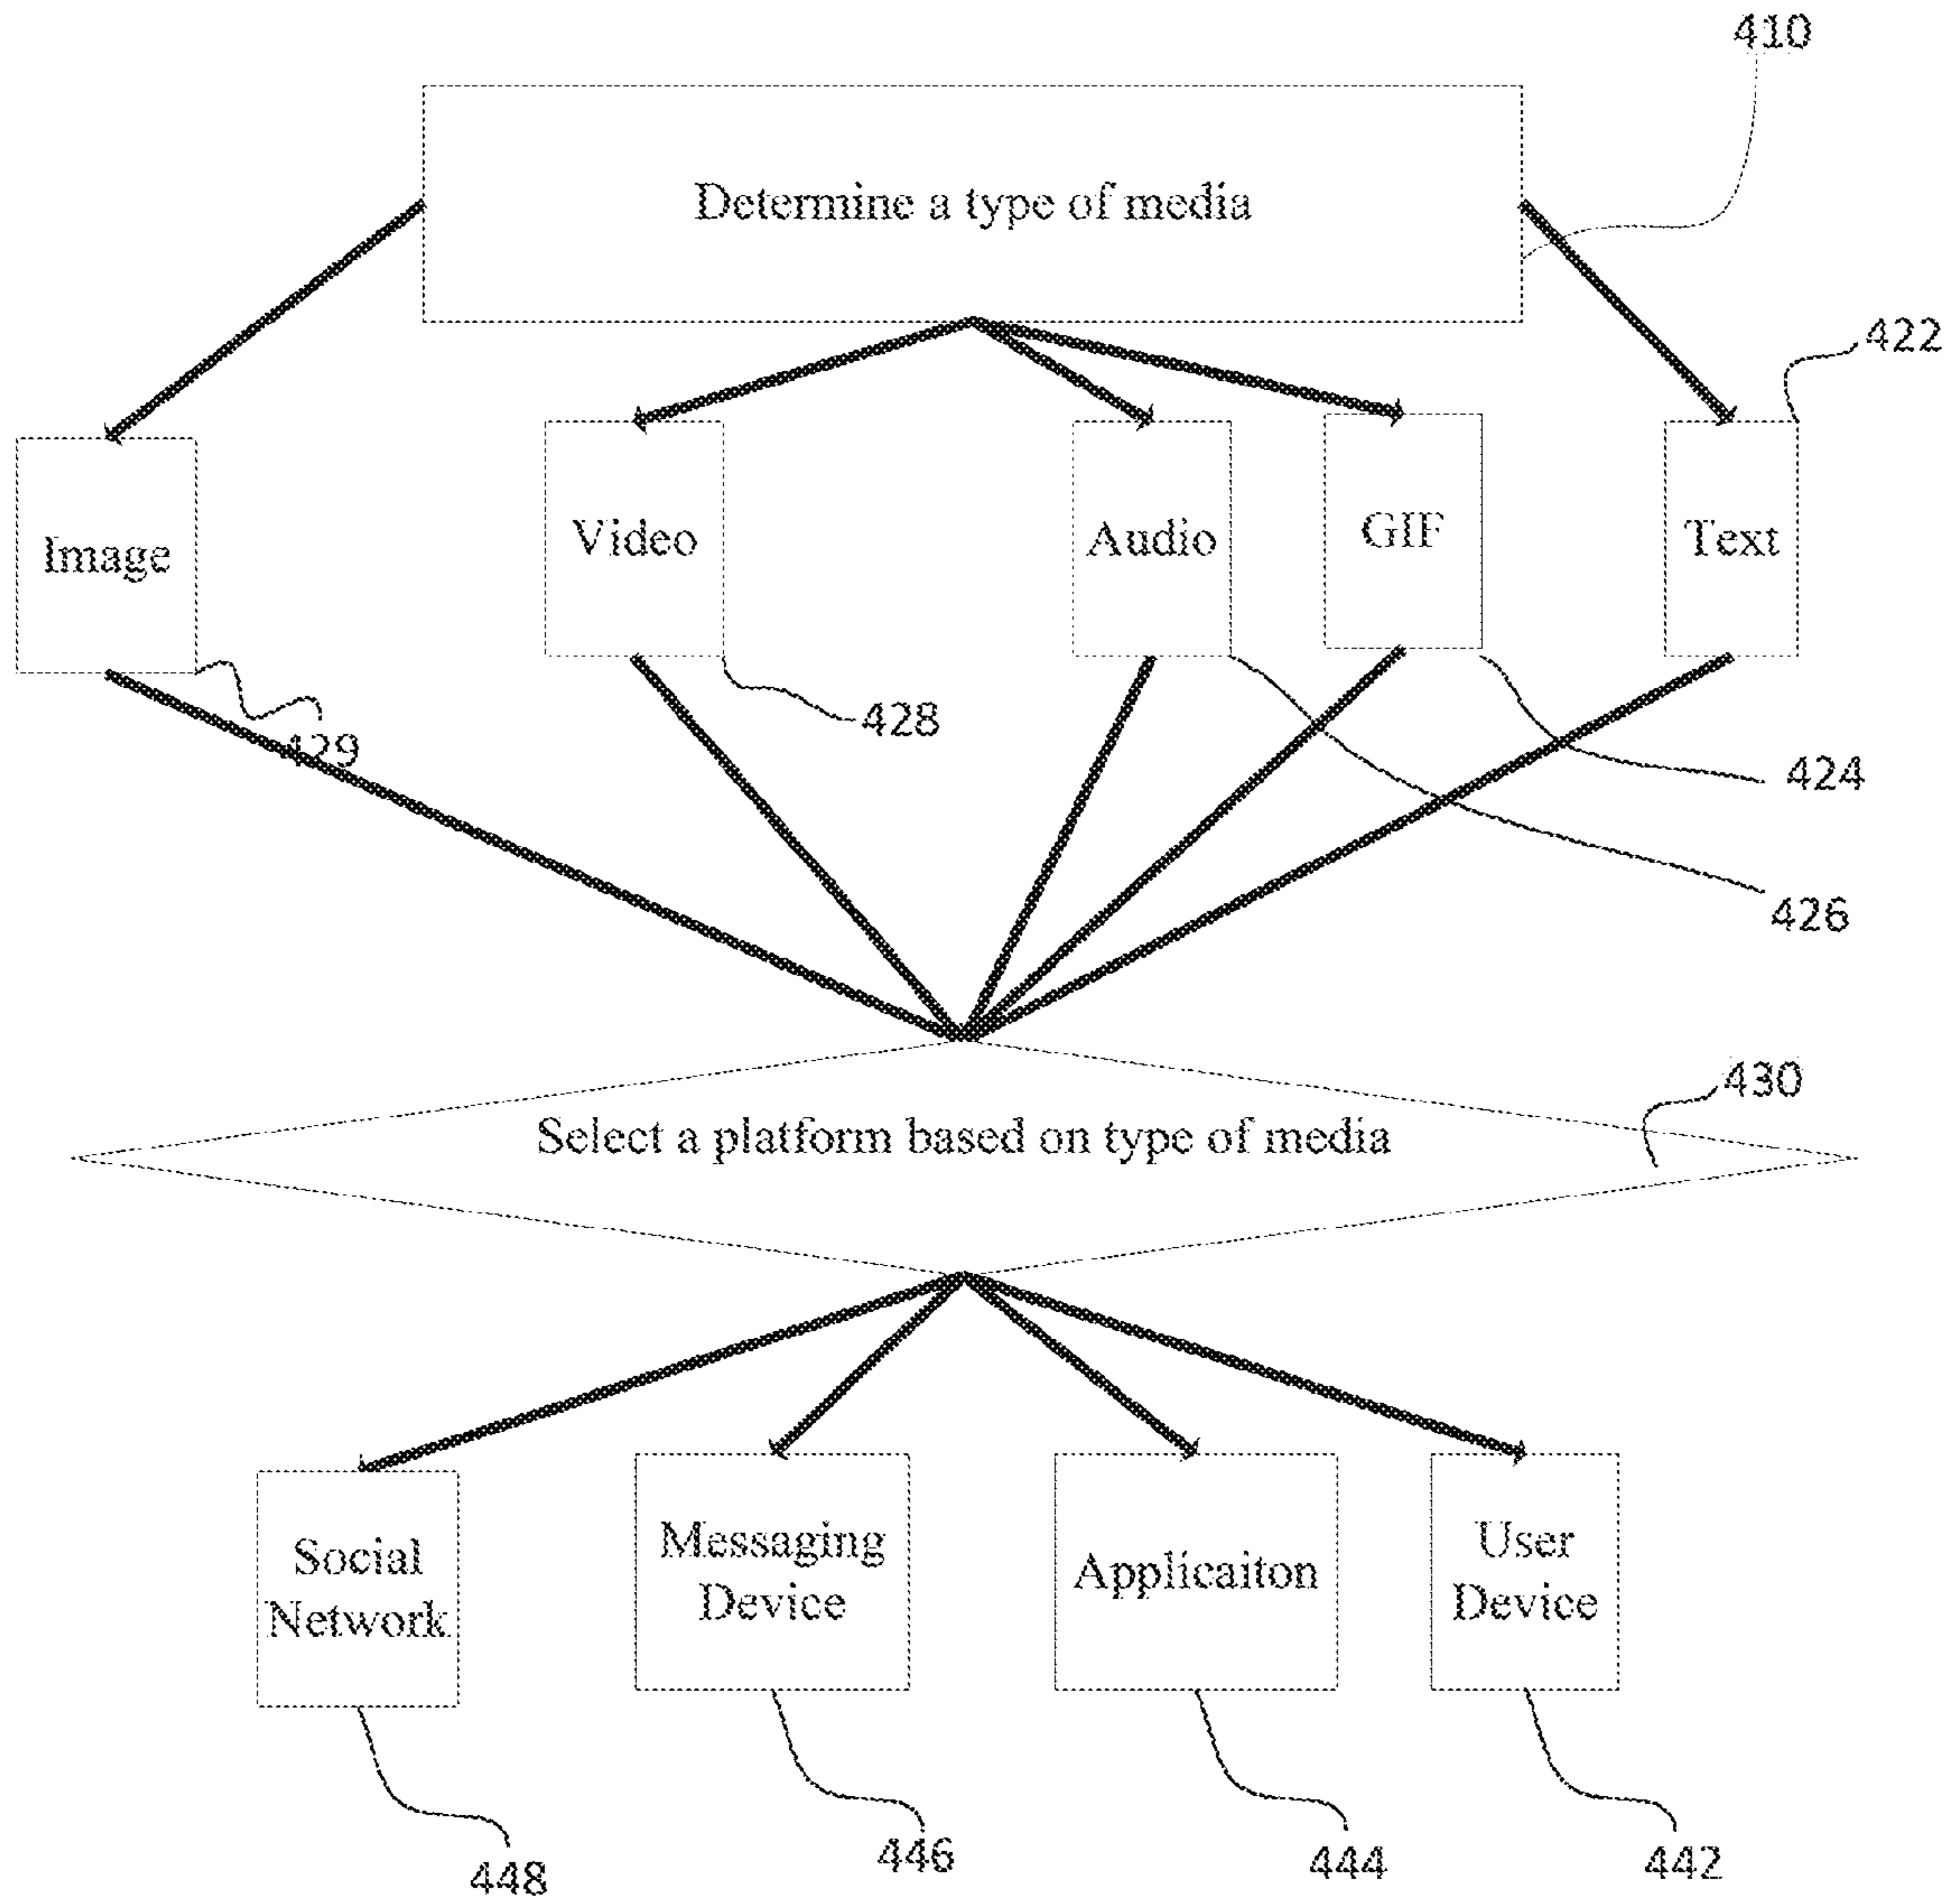 410
Determine a type of media
422
Image
Video
Audio
GIF
Text
429
428
424
426
Select a platform based on type of media
430
Social
Network
Messaging
Device
Applicaiton
User
Device
448
446
444
442